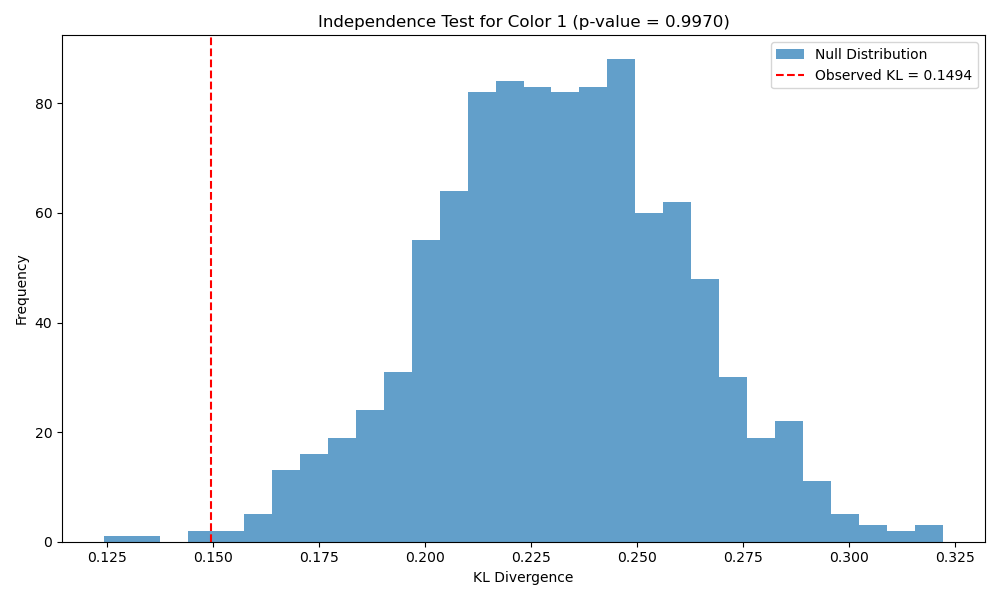 Independence Test for Color 1 (p-value = 0.9970)
Null Distribution
Observed KL = 0.1494
Frequency
80
60
40
20
0
0.125 0.150 0.175 0.200 0.225 0.250 0.275 0.300 0.325
KL Divergence